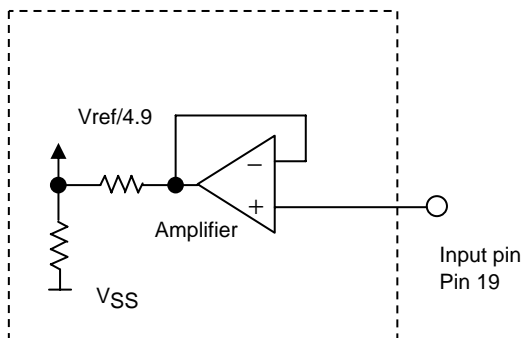 Vref/4.9
−
+
Amplifier
Input pin
Pin 19
VSS